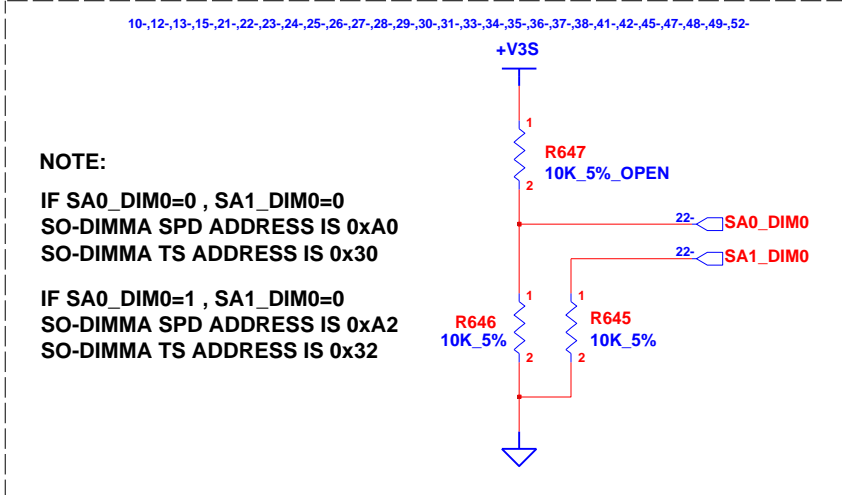 10-,12-,13-,15-,21-,22-,23-,24-,25-,26-,27-,28-,29-,30-,31-,33-,34-,35-,36-,37-,38-,41-,42-,45-,47-,48-,49-,52-
+V3S
1
R647
10K_5%_OPEN
2
NOTE:
IF SA0_DIM0=0 , SA1_DIM0=0
SO-DIMMA SPD ADDRESS IS 0xA0
SO-DIMMA TS ADDRESS IS 0x30
22- SA0_DIM0
22- SA1_DIM0
IF SA0_DIM0=1 , SA1_DIM0=0
SO-DIMMA SPD ADDRESS IS 0xA2
SO-DIMMA TS ADDRESS IS 0x32
1
R646
10K_5%
2
1
R645
10K_5%
2